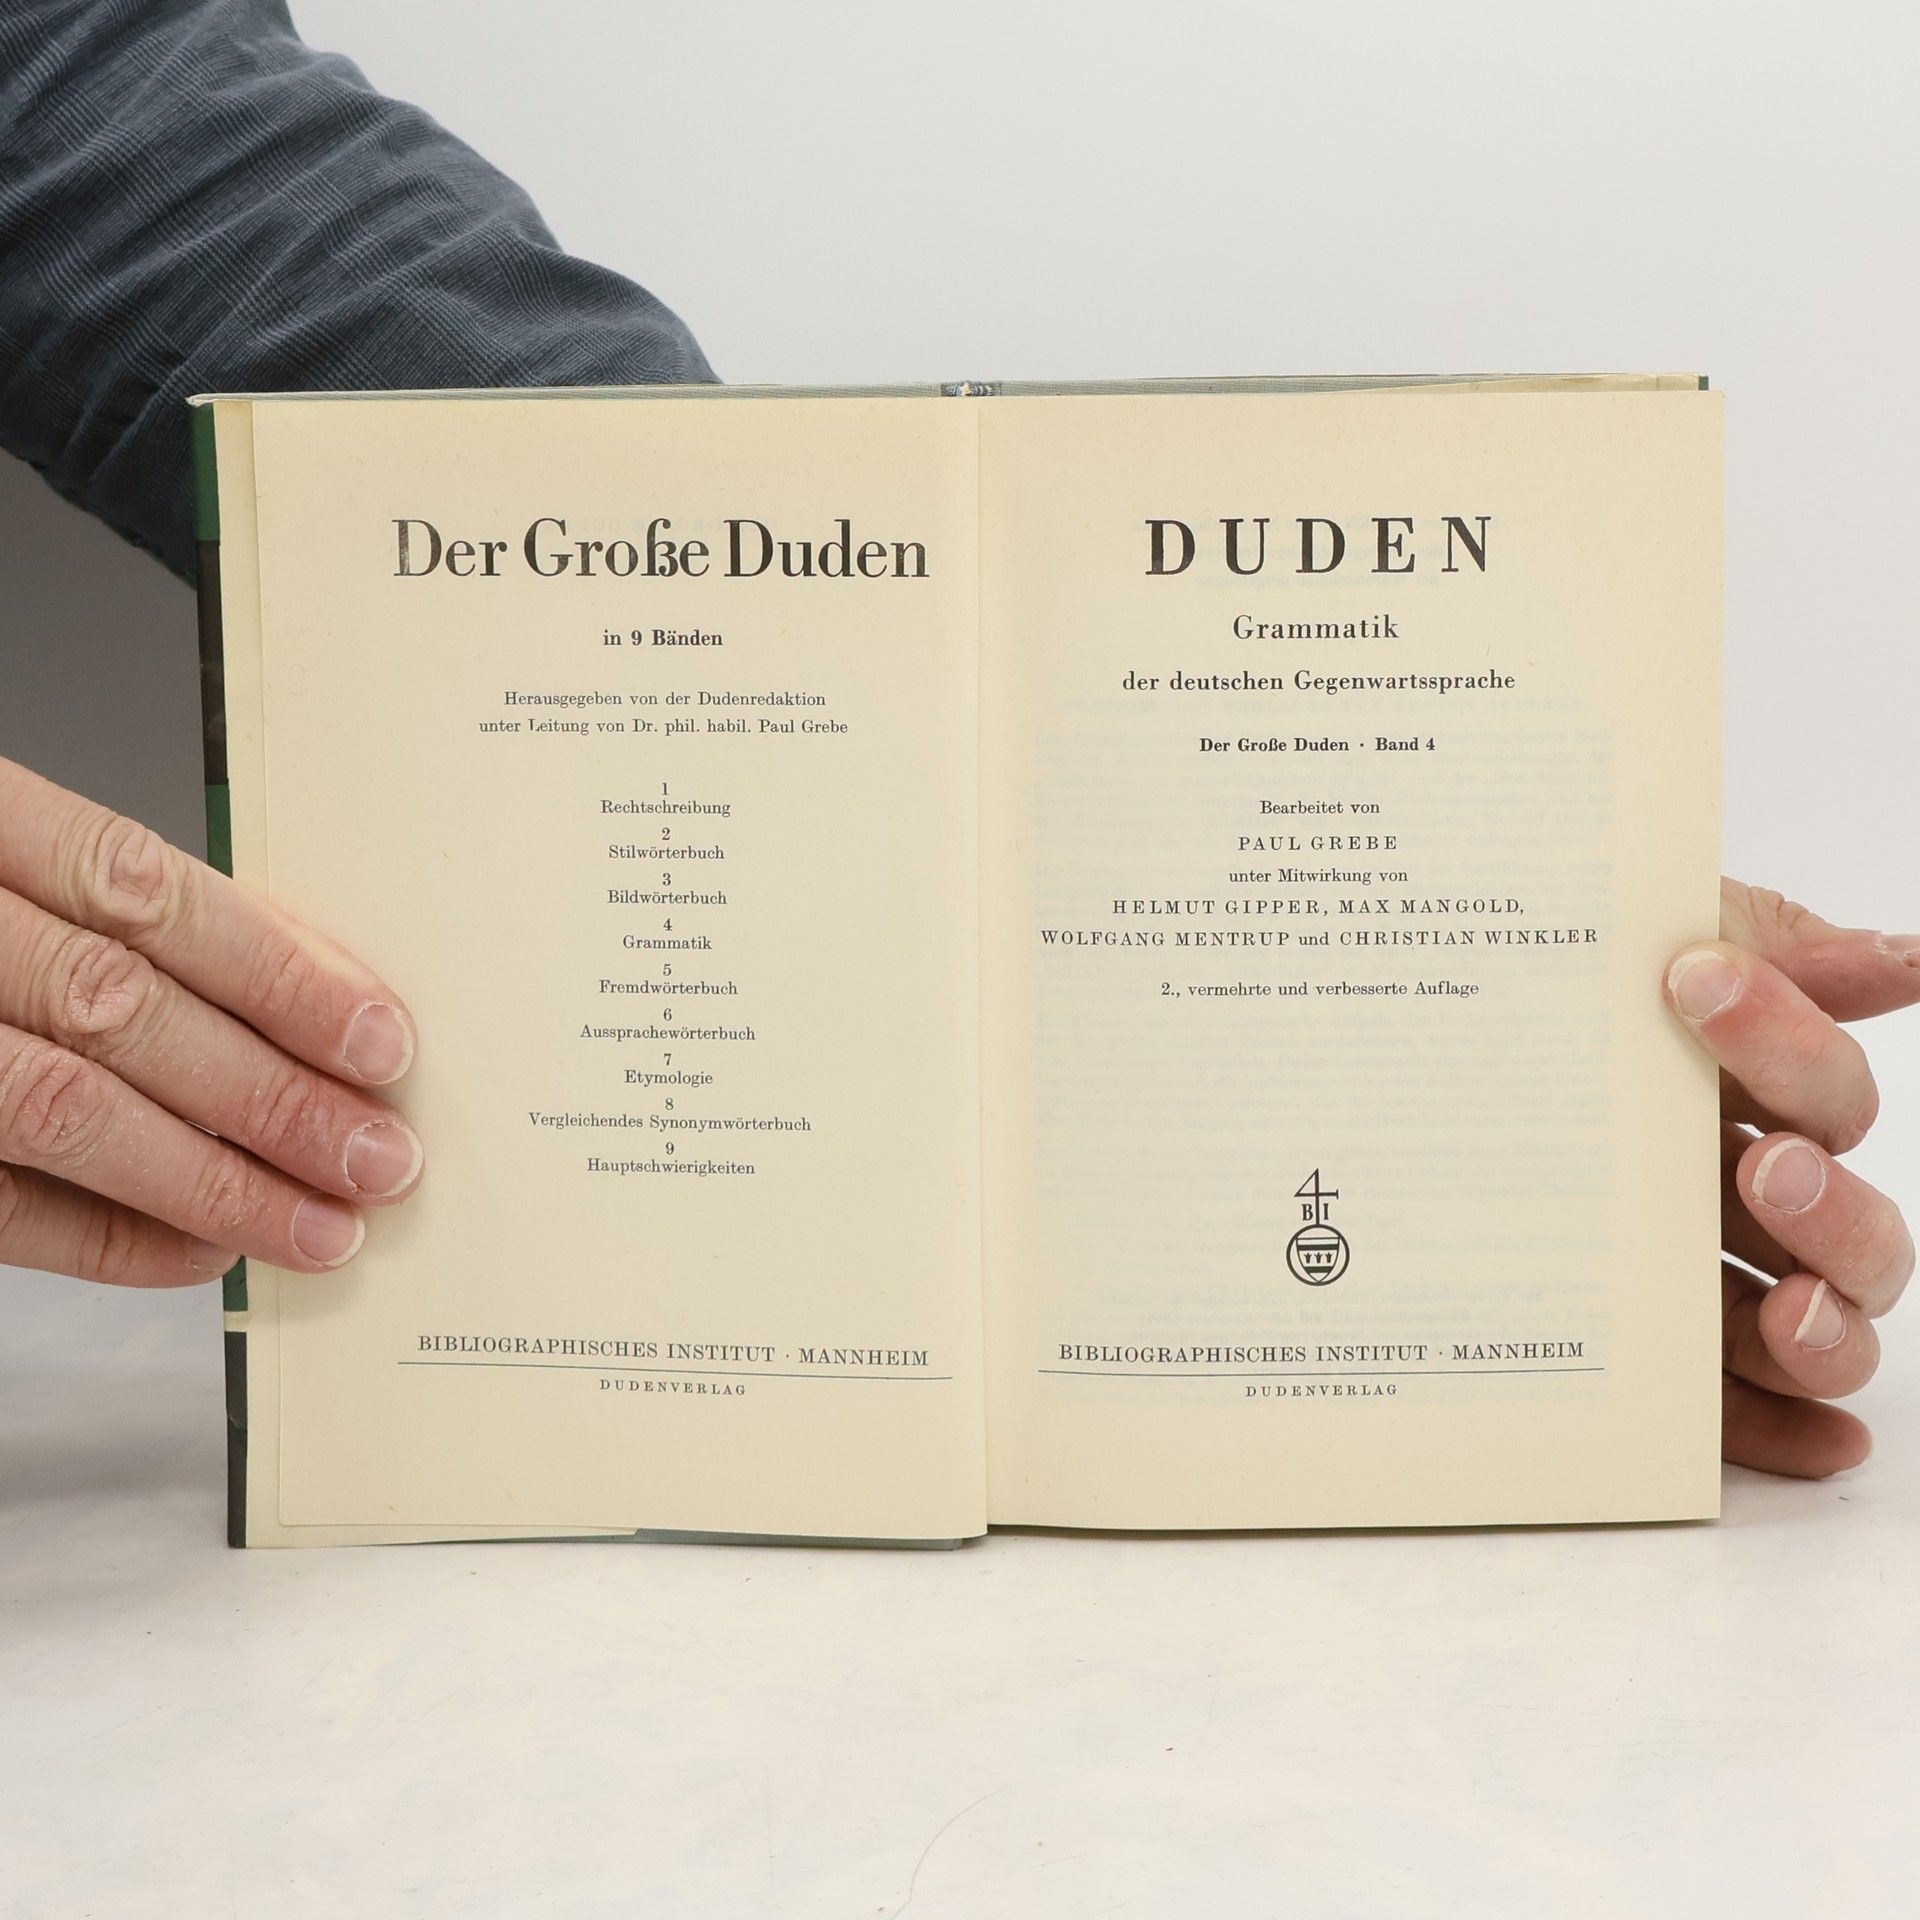 Der Große Duden
in 9 Bänden
Herausgegeben von der Dudenredaktion
unter Leitung von Dr. phil. habil. Paul Grebe
1
Rechtschreibung
2
Stilwörterbuch
3
Bildwörterbuch
4
Grammatik
5
Fremdwörterbuch
6
Aussprachewörterbuch
7
Etymologie
8
Vergleichendes Synonymwörterbuch
9
Hauptschwierigkeiten
BIBLIOGRAPHISCHES INSTITUT · MANNHEIM
DUDENVERLAG
DUDEN
Grammatik
der deutschen Gegenwartssprache
Der Große Duden · Band 4
Bearbeitet von
PAUL GREBE
unter Mitwirkung von
HELMUT GIPPER, MAX MANGOLD,
WOLFGANG MENTRUP und CHRISTIAN WINKLER
2., vermehrte und verbesserte Auflage
BI
BIBLIOGRAPHISCHES INSTITUT · MANNHEIM
DUDENVERLAG